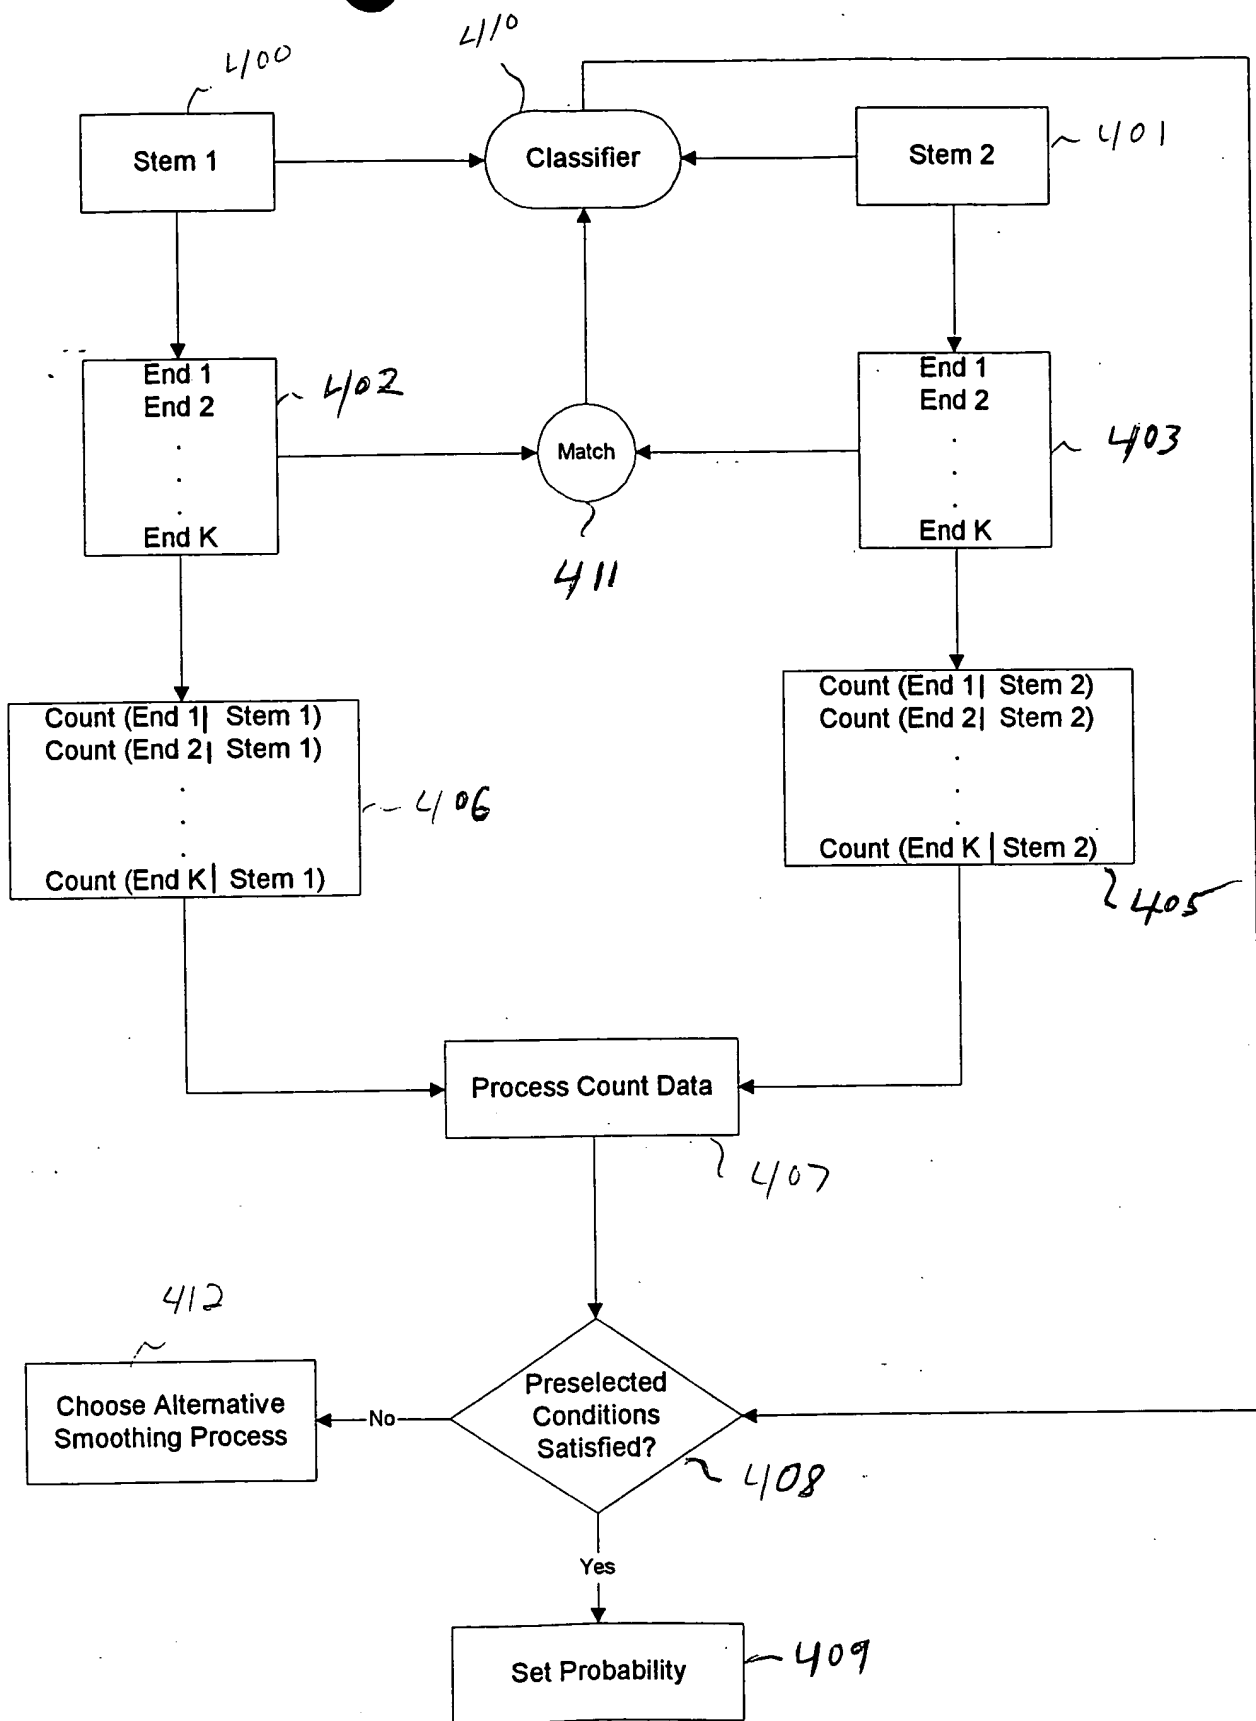 400
410
Stem 1
Classifier
Stem 2
401
End 1
End 2
.
.
.
End K
402
Match
411
End 1
End 2
.
.
.
End K
403
Count (End 1| Stem 1)
Count (End 2| Stem 1)
.
.
.
Count (End K| Stem 1)
406
Count (End 1| Stem 2)
Count (End 2| Stem 2)
.
.
.
Count (End K | Stem 2)
405
Process Count Data
407
412
Choose Alternative
Smoothing Process
No
Preselected
Conditions
Satisfied?
408
Yes
Set Probability
409